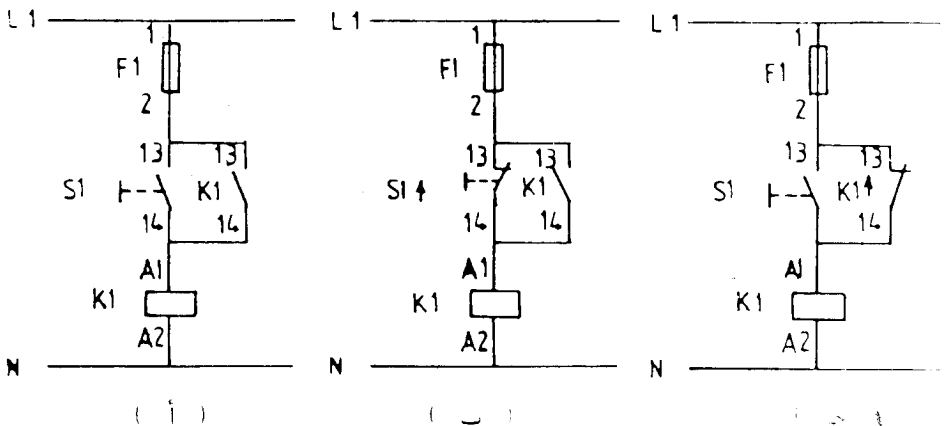 L1 L1 L1
1 1 1
F1 F1 F1
2 2 2
13 13 13 13 13 13
S1 K1 S1 K1 S1 K1
14 14 14 14 14 14
A1 A1 A1
K1 K1 K1
A2 A2 A2
N N N
(أ) (ب)